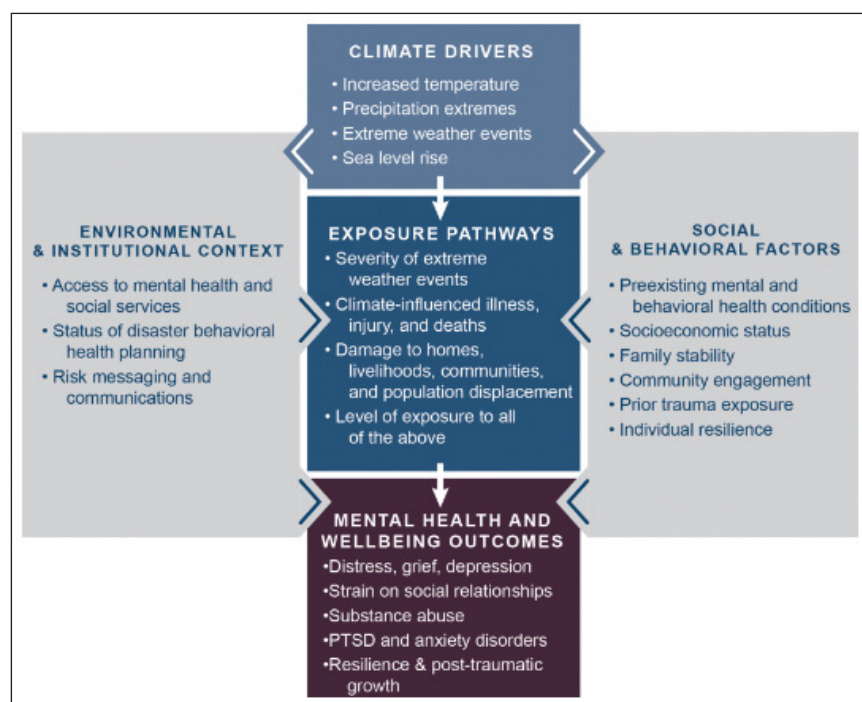 CLIMATE DRIVERS
• Increased temperature
• Precipitation extremes
• Extreme weather events
• Sea level rise
ENVIRONMENTAL
& INSTITUTIONAL CONTEXT
• Access to mental health and
social services
• Status of disaster behavioral
health planning
• Risk messaging and
communications
EXPOSURE PATHWAYS
• Severity of extreme
weather events
• Climate-influenced illness,
injury, and deaths
• Damage to homes,
livelihoods, communities,
and population displacement
• Level of exposure to all
of the above
SOCIAL
& BEHAVIORAL FACTORS
• Preexisting mental and
behavioral health conditions
• Socioeconomic status
• Family stability
• Community engagement
• Prior trauma exposure
• Individual resilience
MENTAL HEALTH AND
WELLBEING OUTCOMES
•Distress, grief, depression
•Strain on social relationships
•Substance abuse
•PTSD and anxiety disorders
•Resilience & post-traumatic
growth